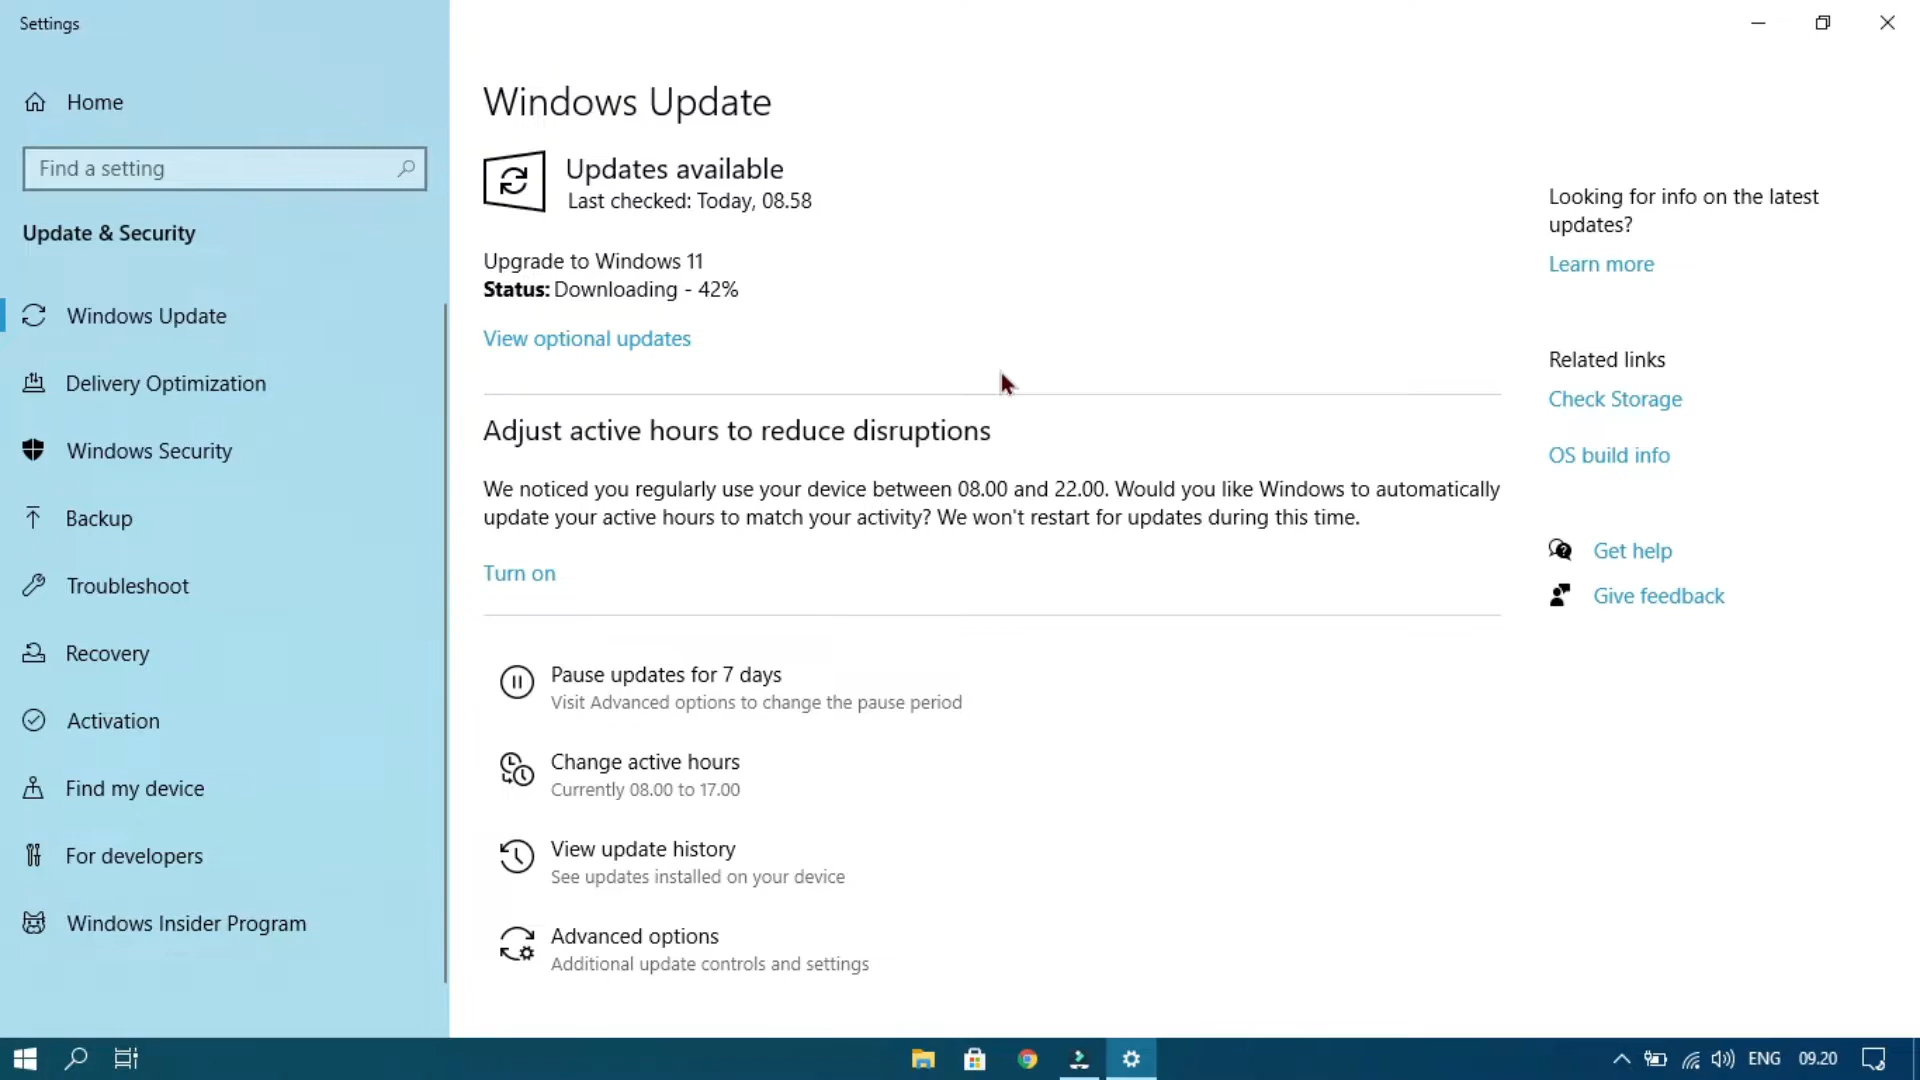 Settings
Home
Find a setting
Update & Security
Windows Update
Delivery Optimization
Windows Security
Backup
Troubleshoot
Recovery
Activation
Find my device
For developers
Windows Insider Program
Windows Update
Updates available
Last checked: Today, 08.58
Upgrade to Windows 11
Status: Downloading - 42%
View optional updates
Adjust active hours to reduce disruptions
We noticed you regularly use your device between 08.00 and 22.00. Would you like Windows to automatically
update your active hours to match your activity? We won't restart for updates during this time.
Turn on
Pause updates for 7 days
Visit Advanced options to change the pause period
Change active hours
Currently 08.00 to 17.00
View update history
See updates installed on your device
Advanced options
Additional update controls and settings
Looking for info on the latest
updates?
Learn more
Related links
Check Storage
OS build info
Get help
Give feedback
ENG 09.20